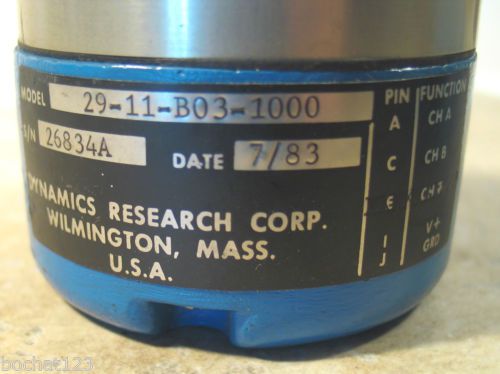 MODEL 29-11-B03-1000
S/N 26834A DATE 7/83
DYNAMICS RESEARCH CORP.
WILMINGTON, MASS.
U.S.A.
PIN FUNCTION
A CH A
C CH B
E CH Z
I V+
J GRD
bochat123